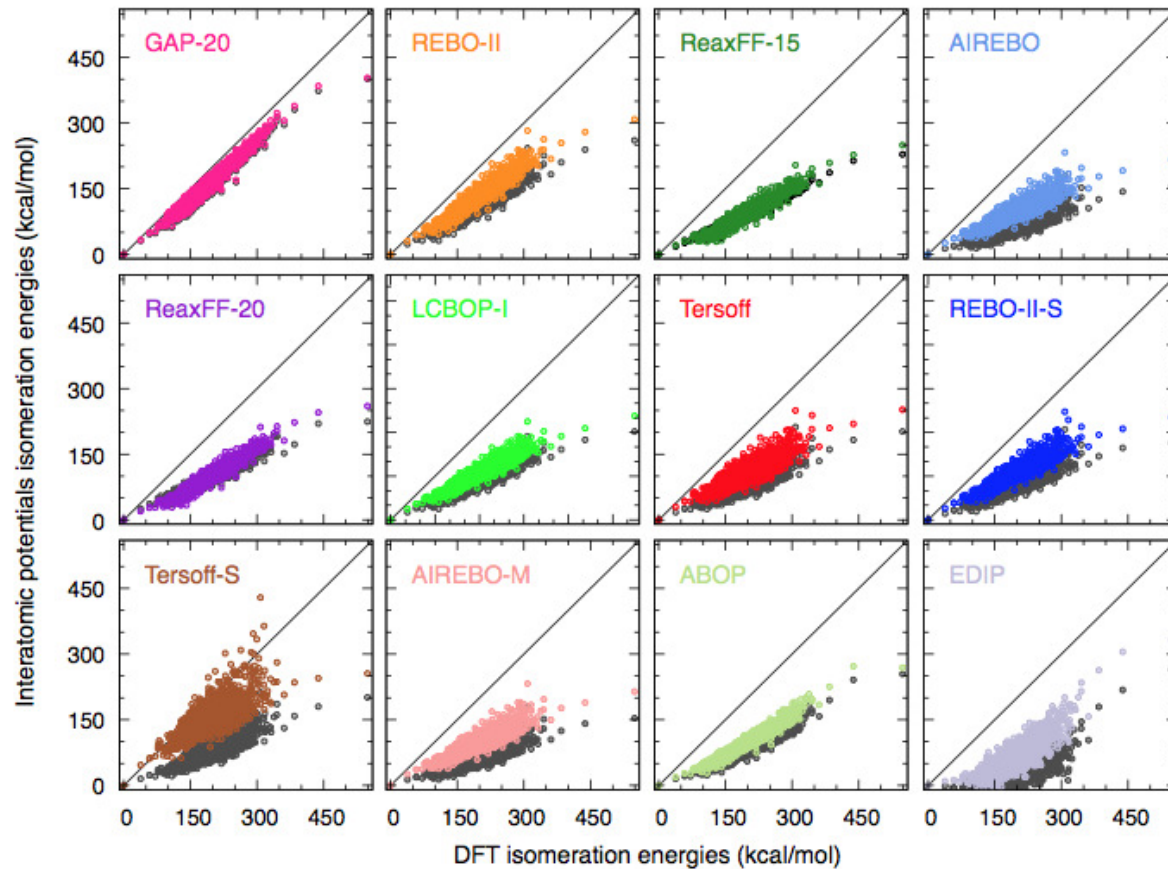 GAP-20 REBO-II ReaxFF-15 AIREBO
450
300
150
0
ReaxFF-20 LCBOP-I Tersoff REBO-II-S
450
300
150
0
Tersoff-S AIREBO-M ABOP EDIP
450
300
150
0
0 150 300 450 0 150 300 450 0 150 300 450 0 150 300 450
Interatomic potentials isomeration energies (kcal/mol)
DFT isomeration energies (kcal/mol)